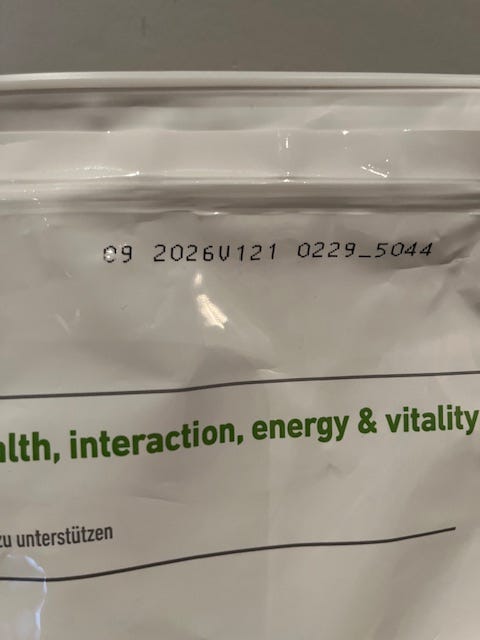 09 2026V121 0229_5044
alth, interaction, energy & vitality
zu unterstützen